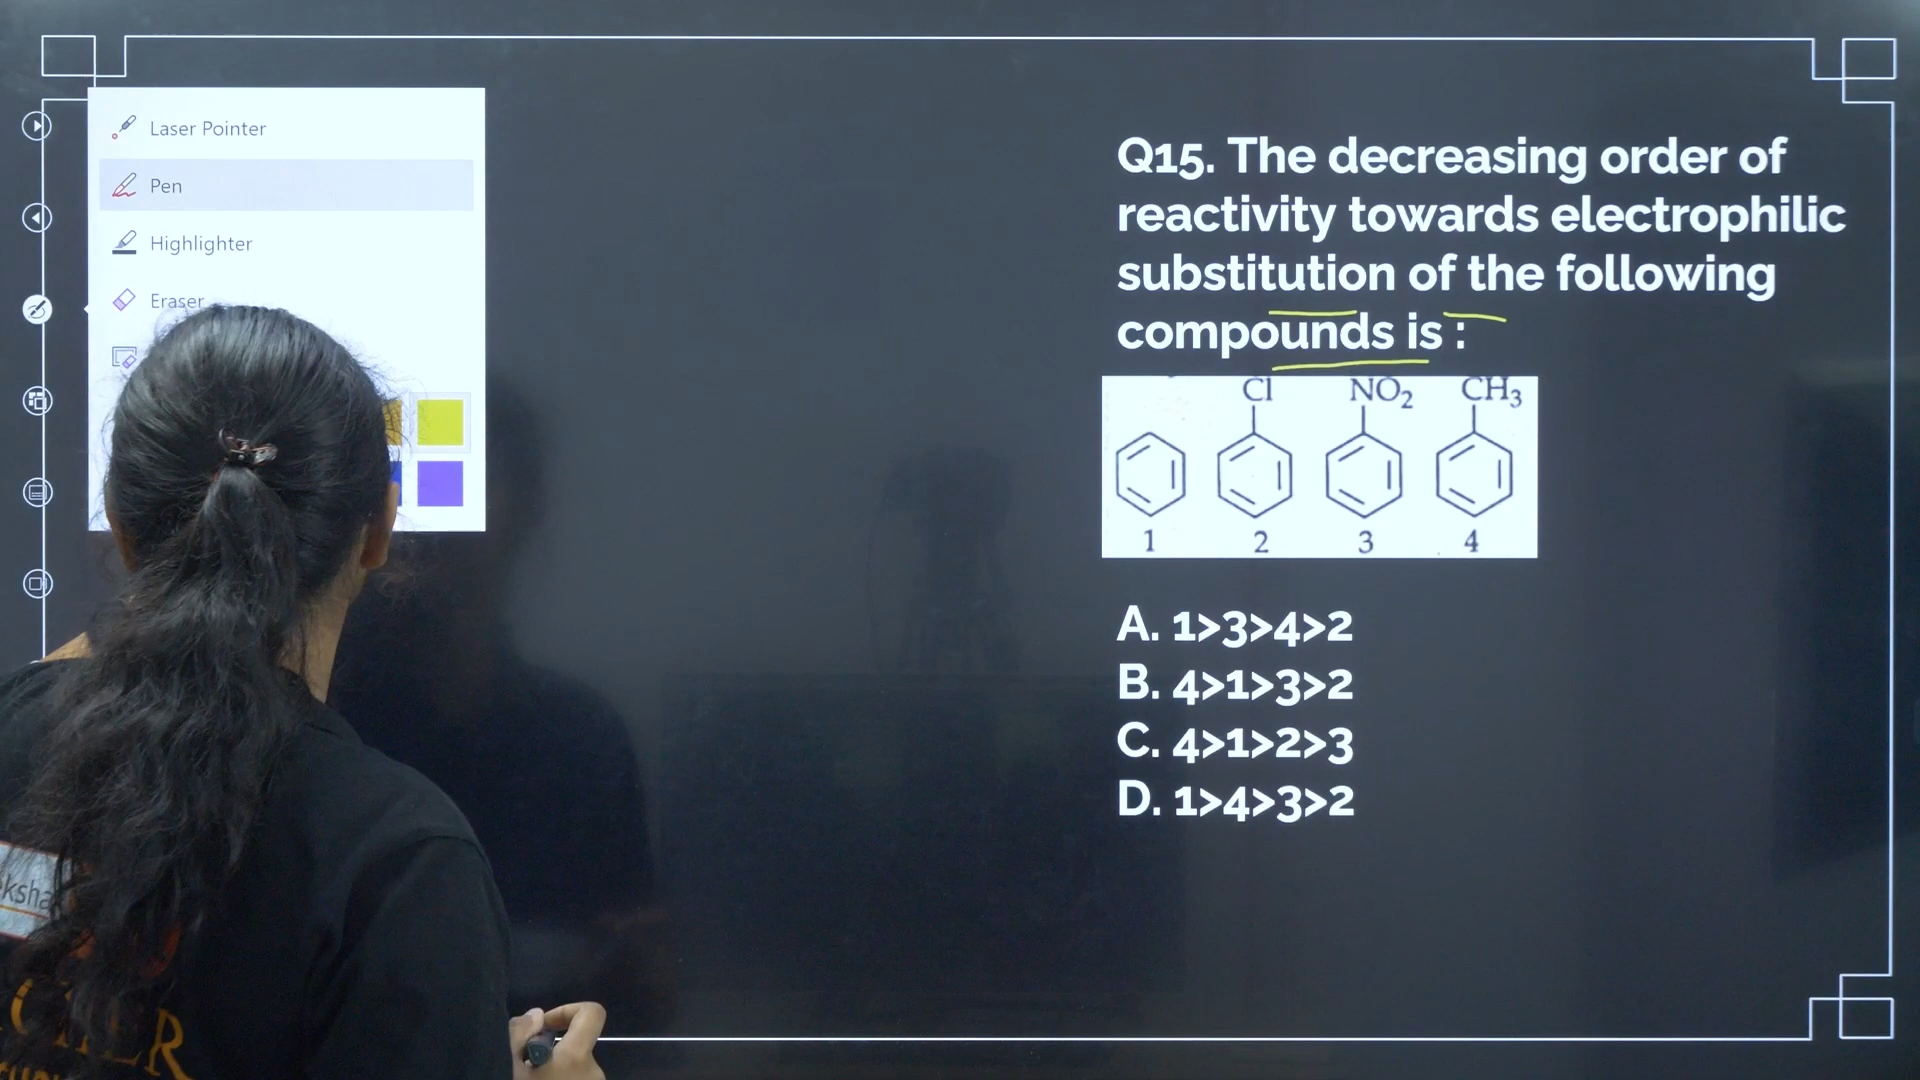 Laser Pointer
Pen
Highlighter
Eraser
Q15. The decreasing order of
reactivity towards electrophilic
substitution of the following
compounds is :
Cl NO₂ CH₃
1 2 3 4
A. 1>3>4>2
B. 4>1>3>2
C. 4>1>2>3
D. 1>4>3>2